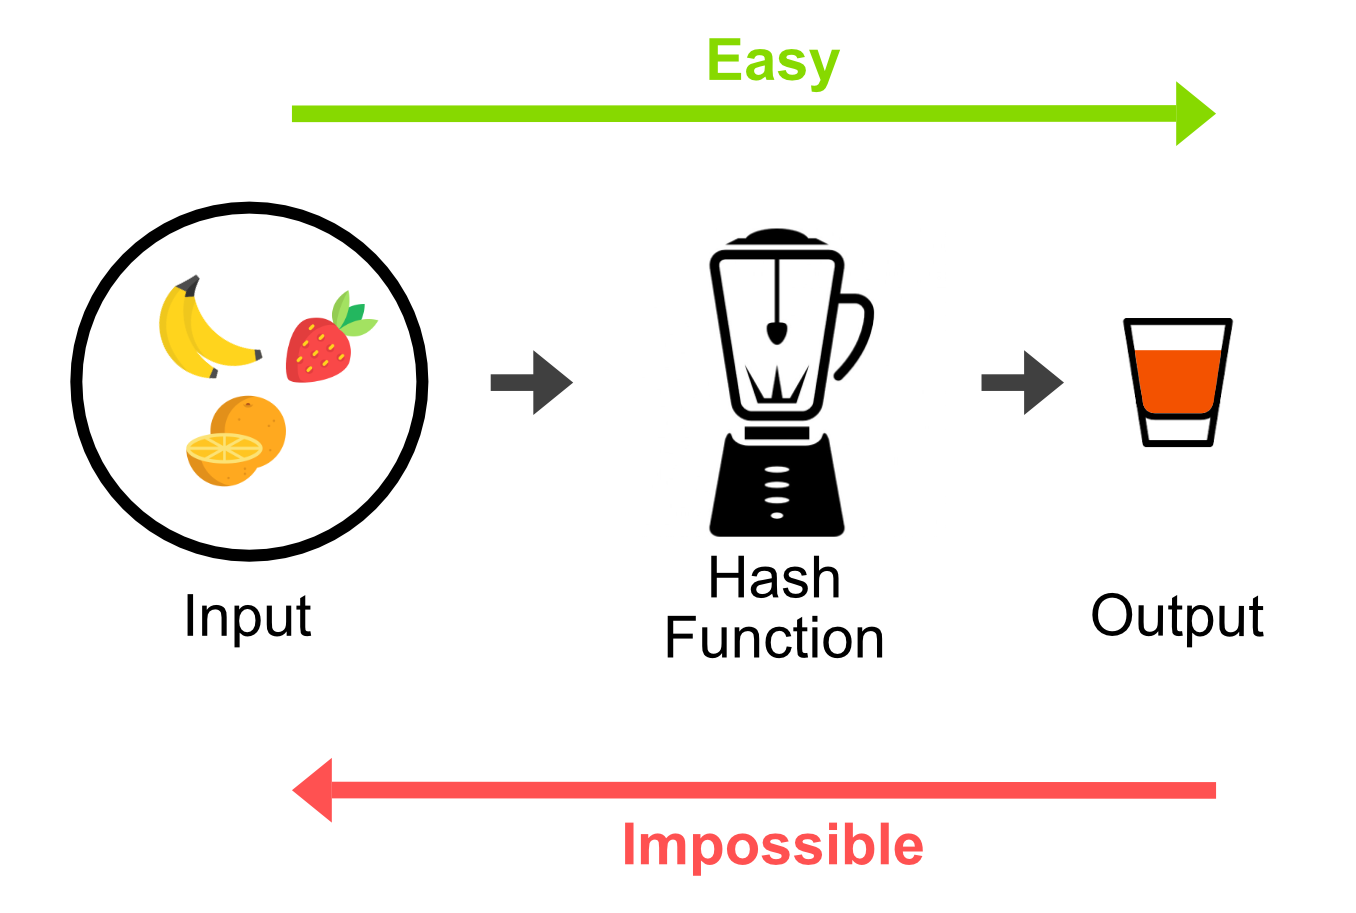 Easy
Input
Hash
Function
Output
Impossible